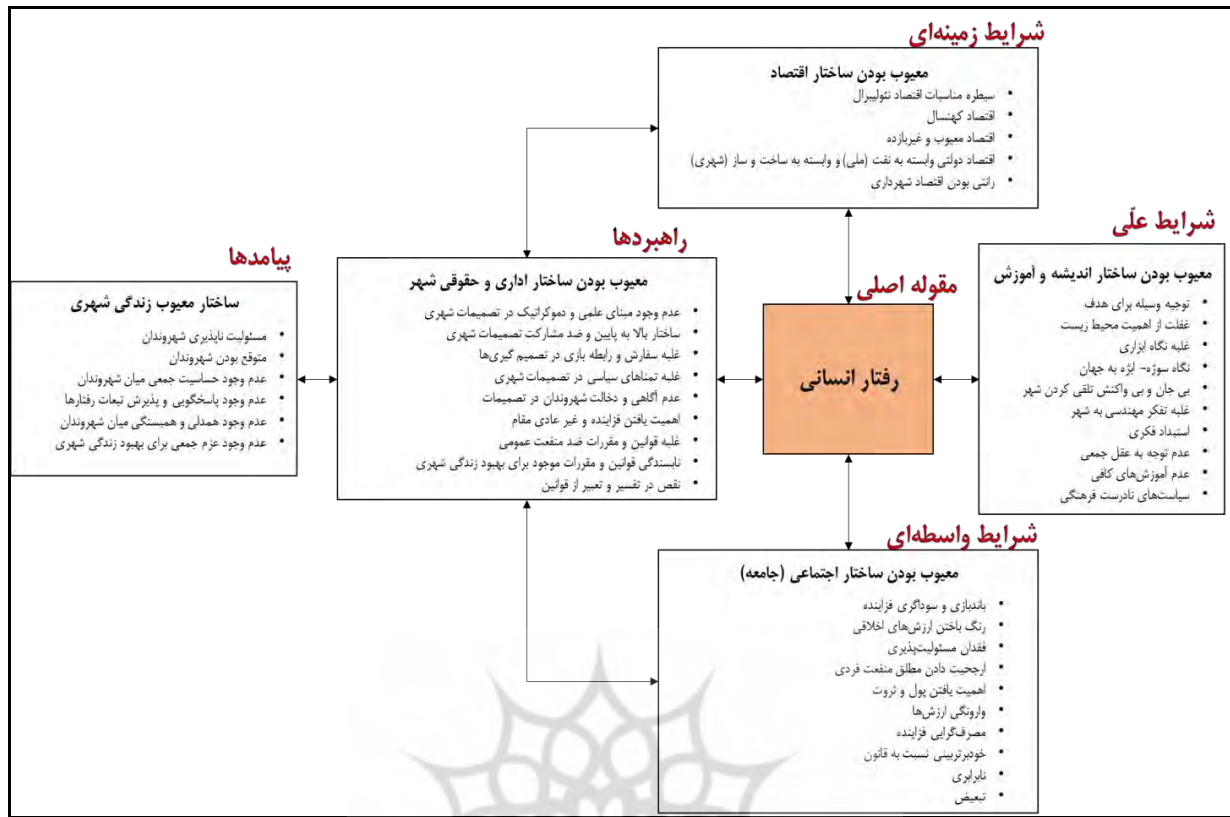 شرایط زمینه‌ای
معیوب بودن ساختار اقتصاد
• سیطره مناسبات اقتصاد نئولیبرال
• اقتصاد کهنسال
• اقتصاد معیوب و غیربازده
• اقتصاد دولتی وابسته به نفت (ملی) و وابسته به ساخت و ساز (شهری)
• رانتی بودن اقتصاد شهرداری
شرایط علّی
معیوب بودن ساختار اندیشه و آموزش
• توجیه وسیله برای هدف
• غفلت از اهمیت محیط زیست
• غلبه نگاه ابزاری
• نگاه سوژه- ابژه به جهان
• بی جان و بی واکنش تلقی کردن شهر
• غلبه تفکر مهندسی به شهر
• استبداد فکری
• عدم توجه به عقل جمعی
• عدم آموزش‌های کافی
• سیاست‌های نادرست فرهنگی
مقوله اصلی
رفتار انسانی
راهبردها
معیوب بودن ساختار اداری و حقوقی شهر
• عدم وجود مبنای علمی و دموکراتیک در تصمیمات شهری
• ساختار بالا به پایین و ضد مشارکت تصمیمات شهری
• غلبه سفارش و رابطه بازی در تصمیم گیری‌ها
• غلبه تمناهای سیاسی در تصمیمات شهری
• عدم آگاهی و دخالت شهروندان در تصمیمات
• اهمیت یافتن فزاینده و غیر عادی مقام
• غلبه قوانین و مقررات ضد منفعت عمومی
• نابسندگی قوانین و مقررات موجود برای بهبود زندگی شهری
• نقص در تفسیر و تعبیر از قوانین
پیامدها
ساختار معیوب زندگی شهری
• مسئولیت ناپذیری شهروندان
• متوقع بودن شهروندان
• عدم وجود حساسیت جمعی میان شهروندان
• عدم وجود پاسخگویی و پذیرش تبعات رفتارها
• عدم وجود همدلی و همبستگی میان شهروندان
• عدم وجود عزم جمعی برای بهبود زندگی شهری
شرایط واسطه‌ای
معیوب بودن ساختار اجتماعی (جامعه)
• باندبازی و سوداگری فزاینده
• رنگ باختن ارزش‌های اخلاقی
• فقدان مسئولیت‌پذیری
• ارجحیت دادن مطلق منفعت فردی
• اهمیت یافتن پول و ثروت
• وارونگی ارزش‌ها
• مصرف‌گرایی فزاینده
• خودبرتربینی نسبت به قانون
• نابرابری
• تبعیض